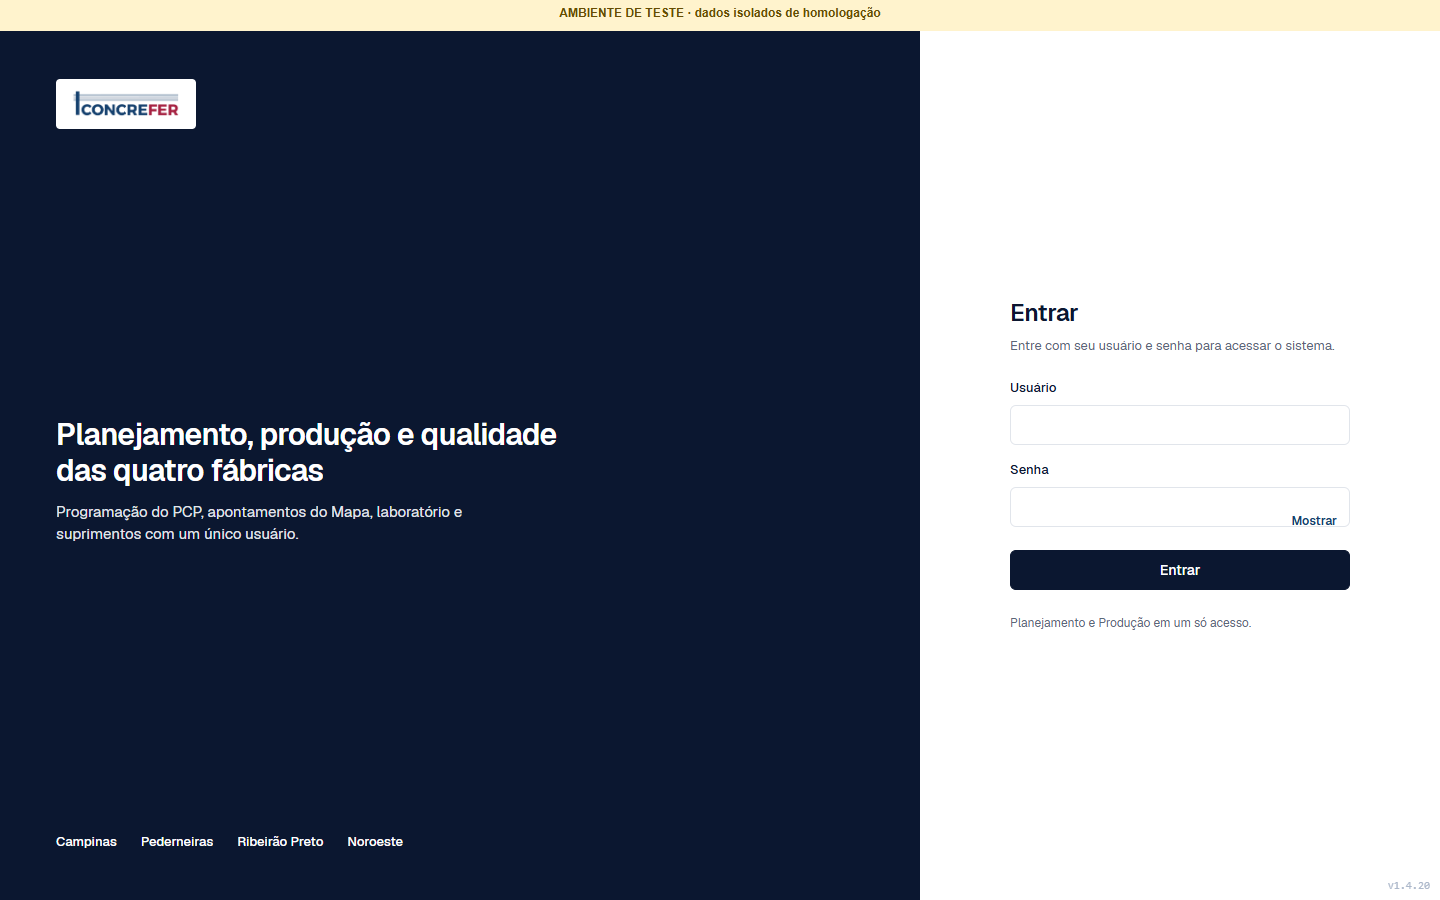 AMBIENTE DE TESTE · dados isolados de homologação
CONCREFER
Planejamento, produção e qualidade
das quatro fábricas
Programação do PCP, apontamentos do Mapa, laboratório e
suprimentos com um único usuário.
Campinas Pederneiras Ribeirão Preto Noroeste
Entrar
Entre com seu usuário e senha para acessar o sistema.
Usuário
Senha
Mostrar
Entrar
Planejamento e Produção em um só acesso.
v1.4.20